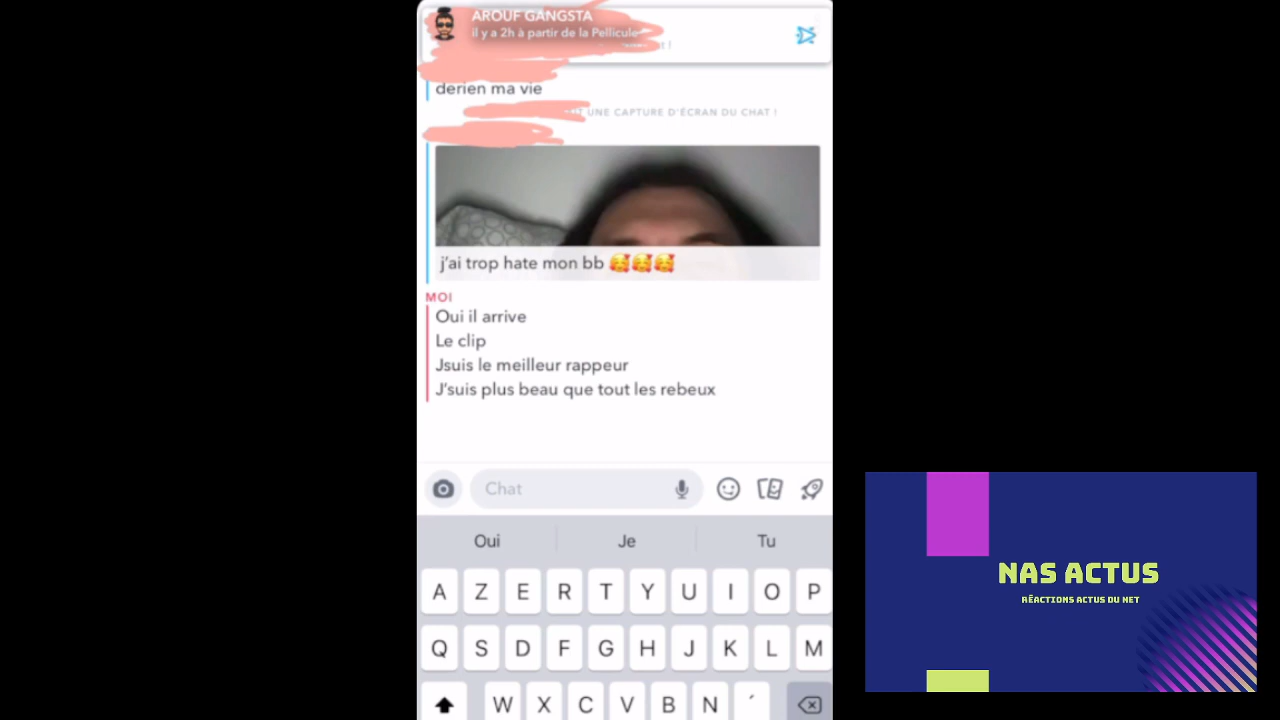 AROUF GANGSTA
il y a 2h à partir de la Pellicule
t !
derien ma vie
UNE CAPTURE D'ÉCRAN DU CHAT !
j'ai trop hate mon bb 🥰🥰🥰
MOI
Oui il arrive
Le clip
Jsuis le meilleur rappeur
J'suis plus beau que tout les rebeux
Chat
Oui Je Tu
A Z E R T Y U I O P
Q S D F G H J K L M
W X C V B N ´
NAS ACTUS
RÉACTIONS ACTUS DU NET